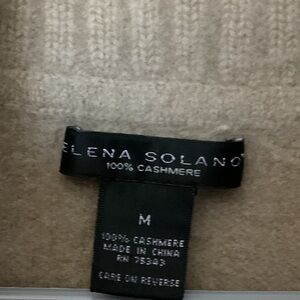 ELENA SOLANO
100% CASHMERE
M
100% CASHMERE
MADE IN CHINA
RN 75343
CARE ON REVERSE